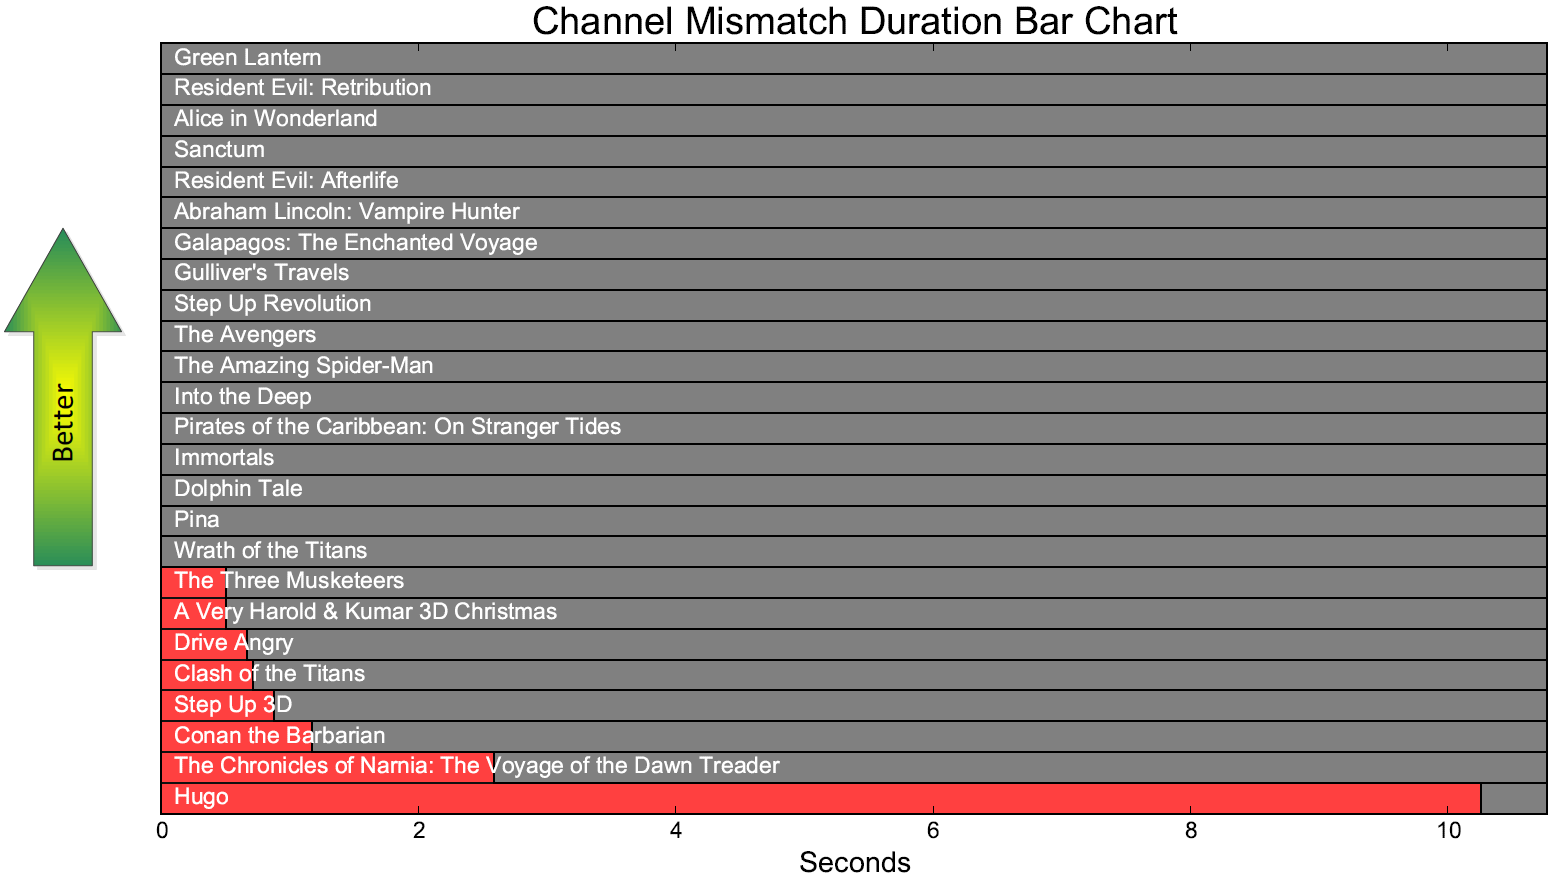 Channel Mismatch Duration Bar Chart
Green Lantern
Resident Evil: Retribution
Alice in Wonderland
Sanctum
Resident Evil: Afterlife
Abraham Lincoln: Vampire Hunter
Galapagos: The Enchanted Voyage
Gulliver's Travels
Step Up Revolution
The Avengers
The Amazing Spider-Man
Into the Deep
Pirates of the Caribbean: On Stranger Tides
Immortals
Dolphin Tale
Pina
Wrath of the Titans
The Three Musketeers
A Very Harold & Kumar 3D Christmas
Drive Angry
Clash of the Titans
Step Up 3D
Conan the Barbarian
The Chronicles of Narnia: The Voyage of the Dawn Treader
Hugo
Better
0 2 4 6 8 10
Seconds